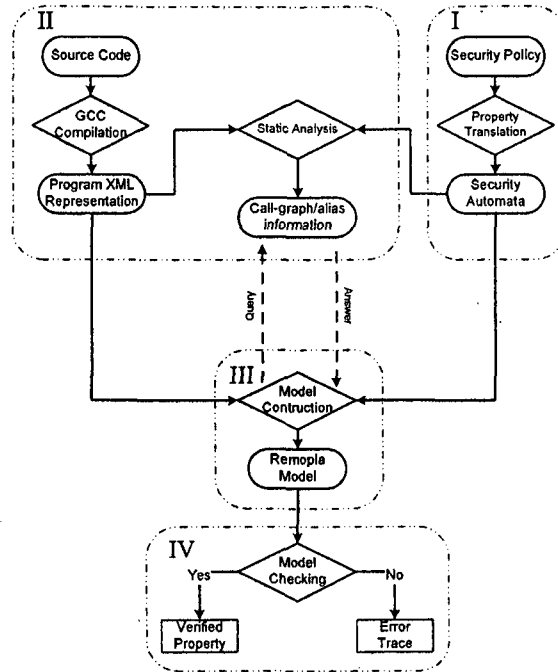 II
I
Source Code
Security Policy
GCC
Compilation
Static Analysis
Property
Translation
Program XML
Representation
Security
Automata
Call-graph/alias
information
Query
Answer
III
Model
Contruction
Remopla
Model
IV
Model
Checking
Yes
No
Verified
Property
Error
Trace